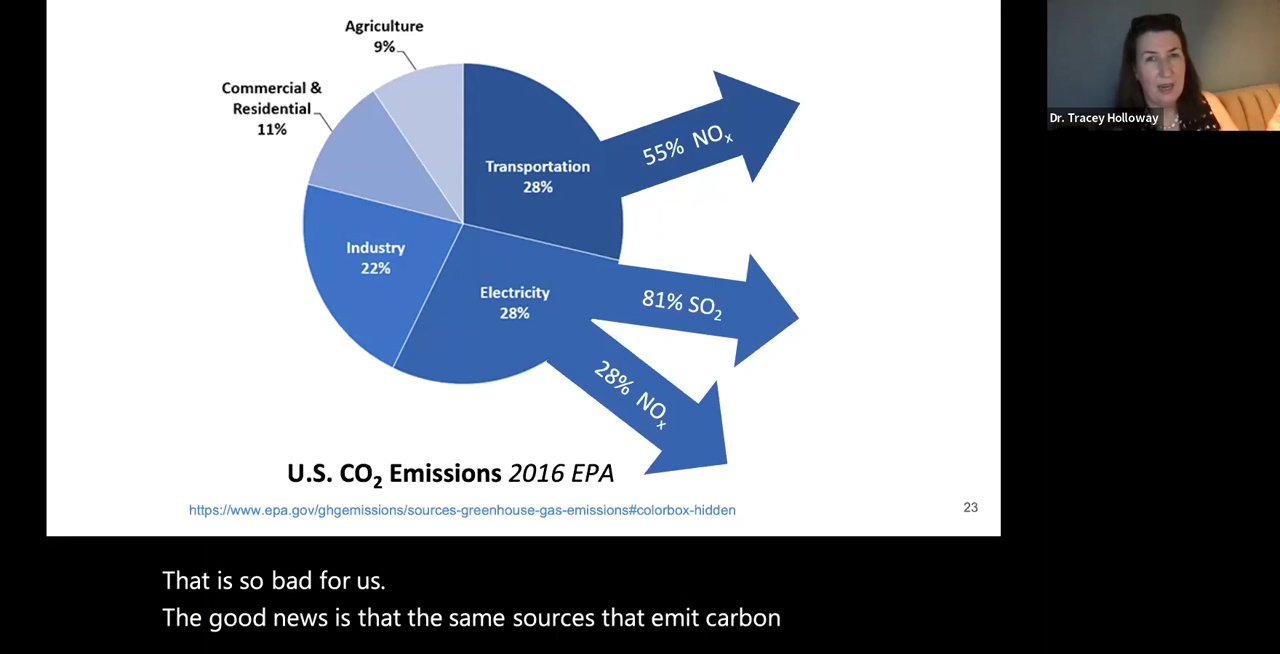 Agriculture
9%
Commercial &
Residential
11%
Transportation
28%
55% NOx
Industry
22%
Electricity
28%
81% SO2
28% NOx
U.S. CO2 Emissions 2016 EPA
https://www.epa.gov/ghgemissions/sources-greenhouse-gas-emissions#colorbox-hidden
23
Dr. Tracey Holloway
That is so bad for us.
The good news is that the same sources that emit carbon